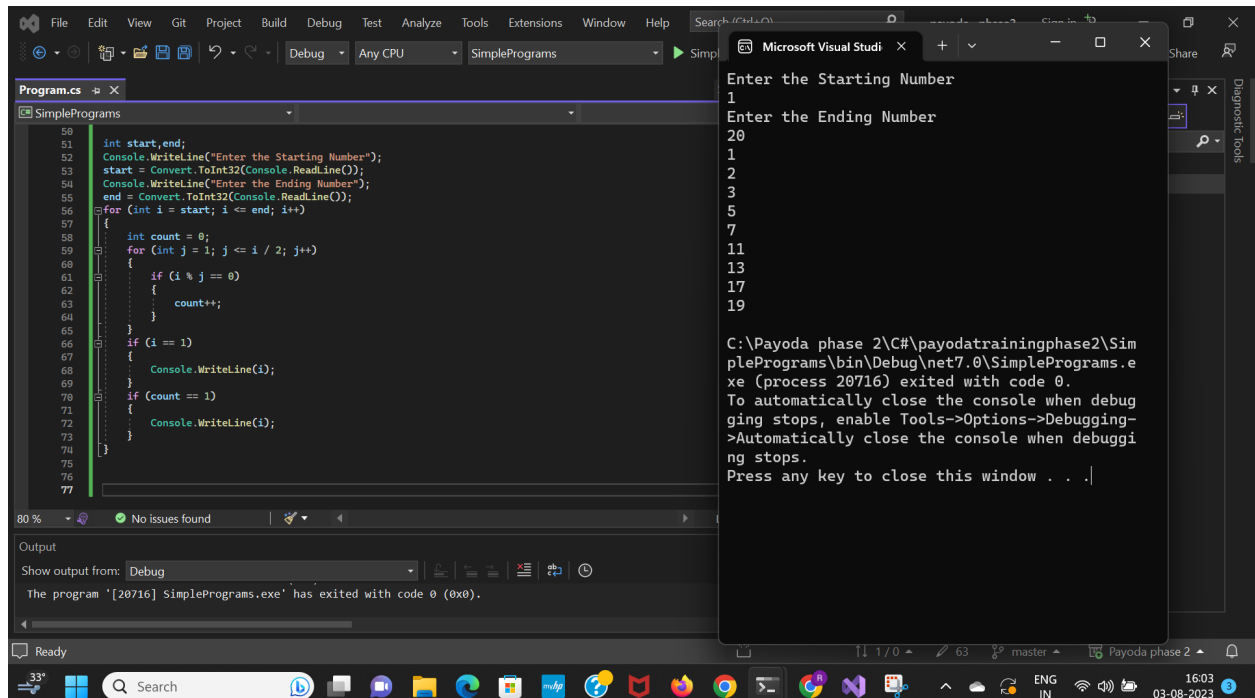 File Edit View Git Project Build Debug Test Analyze Tools Extensions Window Help Search (Ctrl+Q)
Debug Any CPU SimplePrograms Simpl Share
Program.cs
C# SimplePrograms
50
51 int start,end;
52 Console.WriteLine("Enter the Starting Number");
53 start = Convert.ToInt32(Console.ReadLine());
54 Console.WriteLine("Enter the Ending Number");
55 end = Convert.ToInt32(Console.ReadLine());
56 for (int i = start; i <= end; i++)
57 {
58 int count = 0;
59 for (int j = 1; j <= i / 2; j++)
60 {
61 if (i % j == 0)
62 {
63 count++;
64 }
65 }
66 if (i == 1)
67 {
68 Console.WriteLine(i);
69 }
70 if (count == 1)
71 {
72 Console.WriteLine(i);
73 }
74 }
75
76
77
80 % No issues found
Output
Show output from: Debug
The program '[20716] SimplePrograms.exe' has exited with code 0 (0x0).
Microsoft Visual Studi
Enter the Starting Number
1
Enter the Ending Number
20
1
2
3
5
7
11
13
17
19
C:\Payoda phase 2\C#\payodatrainingphase2\Sim
plePrograms\bin\Debug\net7.0\SimplePrograms.e
xe (process 20716) exited with code 0.
To automatically close the console when debug
ging stops, enable Tools->Options->Debugging-
>Automatically close the console when debuggi
ng stops.
Press any key to close this window . . .
Diagnostic Tools
Ready 1 / 0 63 master Payoda phase 2
33° Search myhp R ENG 16:03
IN 03-08-2023 3